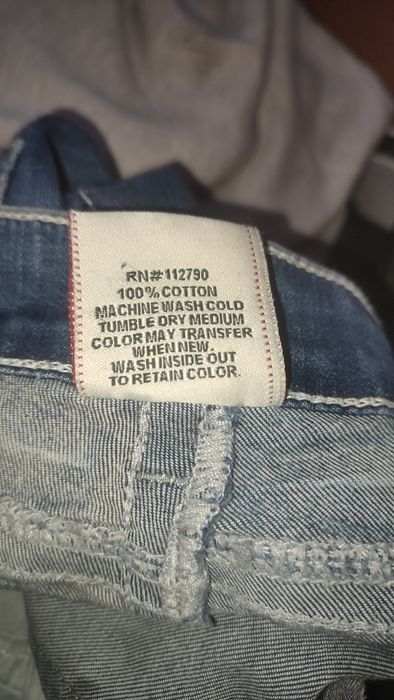 RN#112790
100% COTTON
MACHINE WASH COLD
TUMBLE DRY MEDIUM
COLOR MAY TRANSFER
WHEN NEW.
WASH INSIDE OUT
TO RETAIN COLOR.